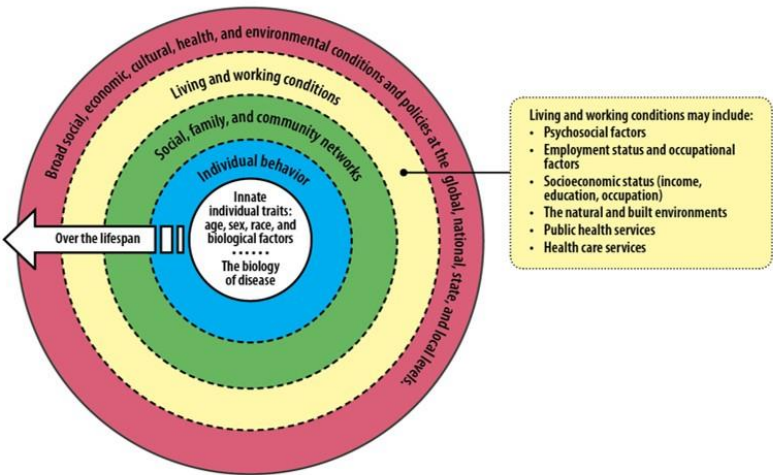 Broad social, economic, cultural, health, and environmental conditions and policies at the global, national, state, and local levels.
Living and working conditions
Social, family, and community networks
Individual behavior
Innate
individual traits:
age, sex, race, and
biological factors
••••••
The biology
of disease
Over the lifespan
Living and working conditions may include:
• Psychosocial factors
• Employment status and occupational
factors
• Socioeconomic status (income,
education, occupation)
• The natural and built environments
• Public health services
• Health care services